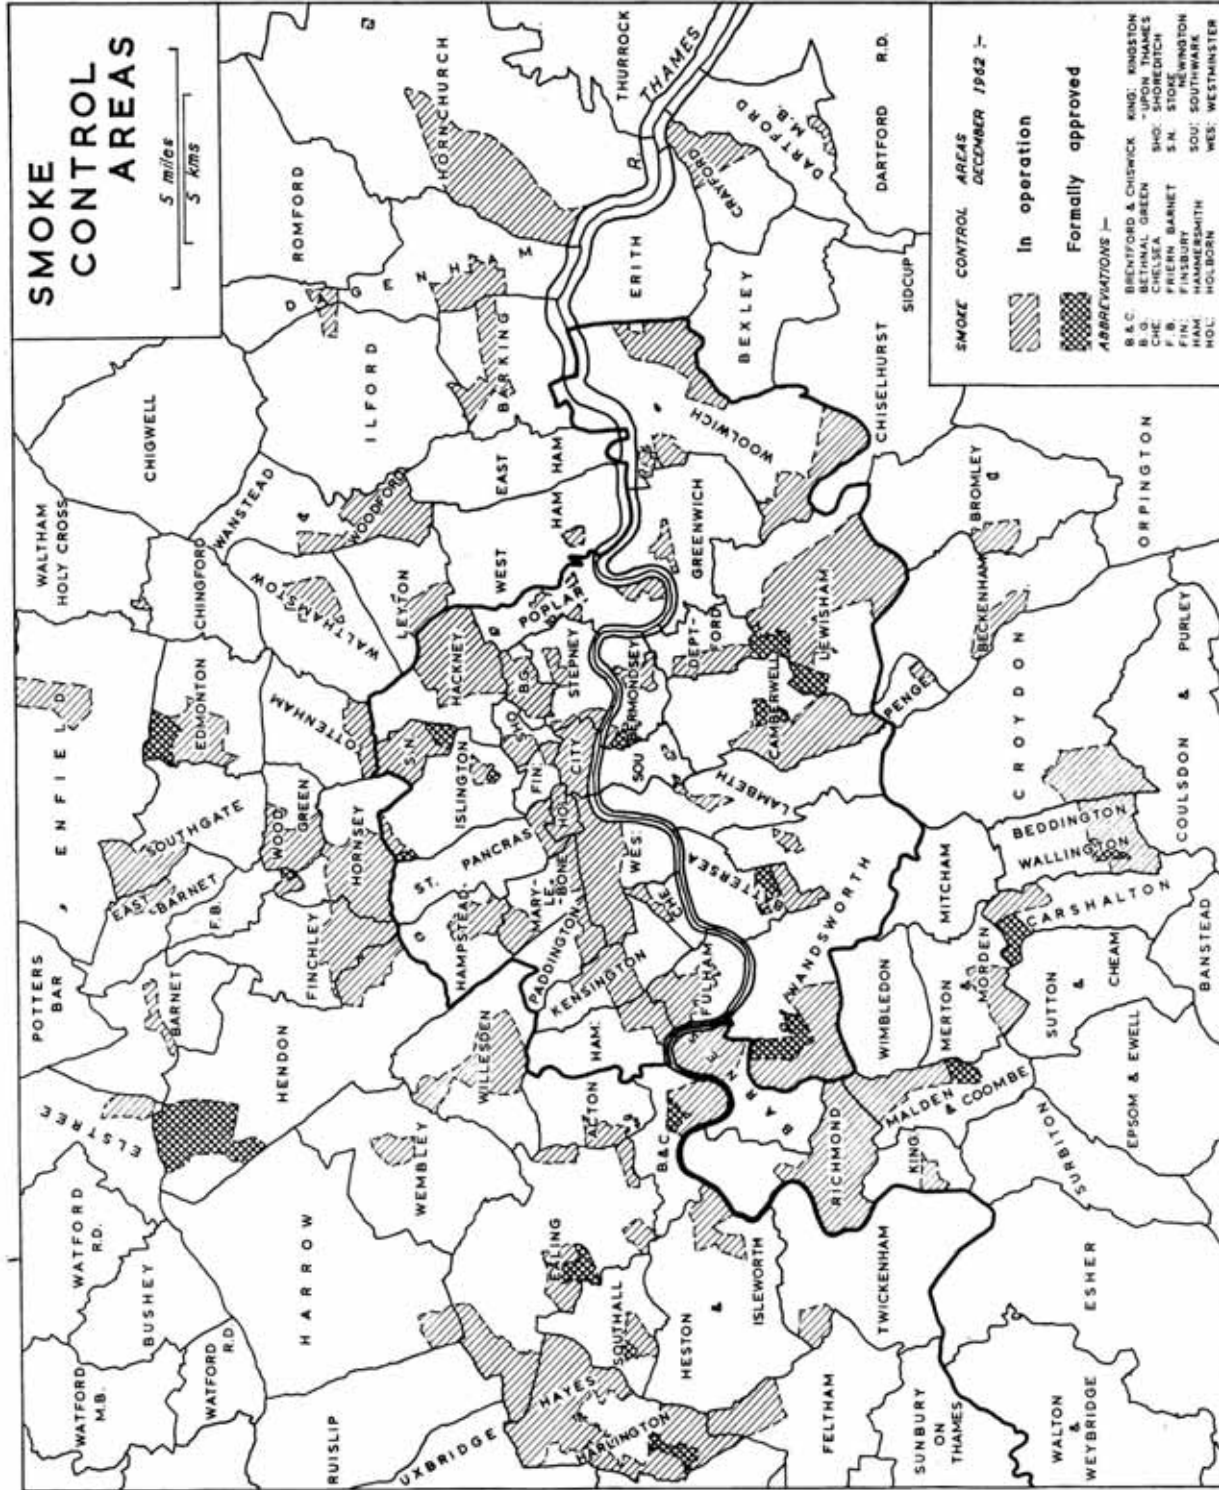 SMOKE
CONTROL
AREAS
5 miles
5 kms
WATFORD
M.B.
WATFORD
R.D.
WATFORD
R.D.
BUSHEY
ELSTREE
POTTERS
BAR
ENFIELD
WALTHAM
HOLY CROSS
CHIGWELL
ROMFORD
HORNCHURCH
THURROCK
RUISLIP
UXBRIDGE
HARROW
WEMBLEY
HENDON
BARNET
EAST
BARNET
F.B.
FINCHLEY
SOUTHGATE
WOOD
GREEN
HORNSEY
EDMONTON
TOTTENHAM
CHINGFORD
WALTHAMSTOW
WANSTEAD
WOODFORD
LEYTON
ILFORD
DAGENHAM
BARKING
EAST
HAM
WEST
HAM
HAYES
HARLINGTON
SOUTHALL
EALING
ACTON
WILLESDEN
HAM:
HAMPSTEAD
PADDINGTON
KENSINGTON
ST. PANCRAS
MARY-
LE-
BONE
ISLINGTON
S.N.
HACKNEY
SHO:
B.G.
FIN:
HOL:
CITY
STEPNEY
POPLAR
WES:
CHE:
FULHAM
B.&C.
HESTON
&
ISLEWORTH
FELTHAM
SUNBURY
ON
THAMES
TWICKENHAM
RICHMOND
BARNES
WANDSWORTH
BATTERSEA
LAMBETH
SOU:
BERMONDSEY
CAMBERWELL
DEPT-
FORD
GREENWICH
LEWISHAM
WOOLWICH
R. THAMES
ERITH
BEXLEY
CRAYFORD
DARTFORD
M.B.
DARTFORD R.D.
CHISELHURST
SIDCUP
WALTON
&
WEYBRIDGE
ESHER
SURBITON
KING:
MALDEN
& COOMBE
WIMBLEDON
MERTON
&
MORDEN
MITCHAM
EPSOM & EWELL
SUTTON
&
CHEAM
CARSHALTON
BEDDINGTON
WALLINGTON
BANSTEAD
CROYDON
COULSDON & PURLEY
PENGE
BECKENHAM
BROMLEY
ORPINGTON
SMOKE CONTROL AREAS
DECEMBER 1962 :-
In operation
Formally approved
ABBREVIATIONS :-
B & C. BRENTFORD & CHISWICK
B. G. BETHNAL GREEN
CHE: CHELSEA
F. B. FRIERN BARNET
FIN: FINSBURY
HAM: HAMMERSMITH
HOL: HOLBORN
KING: KINGSTON
-UPON THAMES
SHO: SHOREDITCH
S.N. STOKE
NEWINGTON
SOU: SOUTHWARK
WES: WESTMINSTER